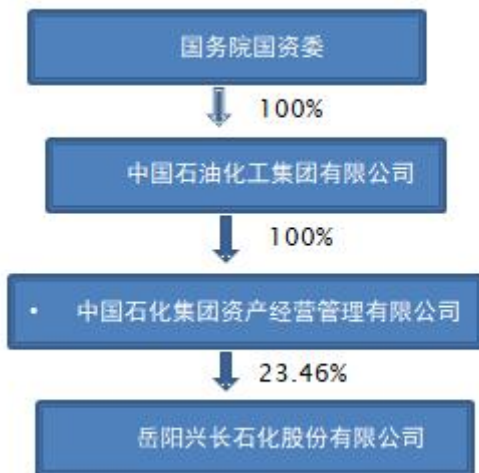 国务院国资委
100%
中国石油化工集团有限公司
100%
• 中国石化集团资产经营管理有限公司
23.46%
岳阳兴长石化股份有限公司